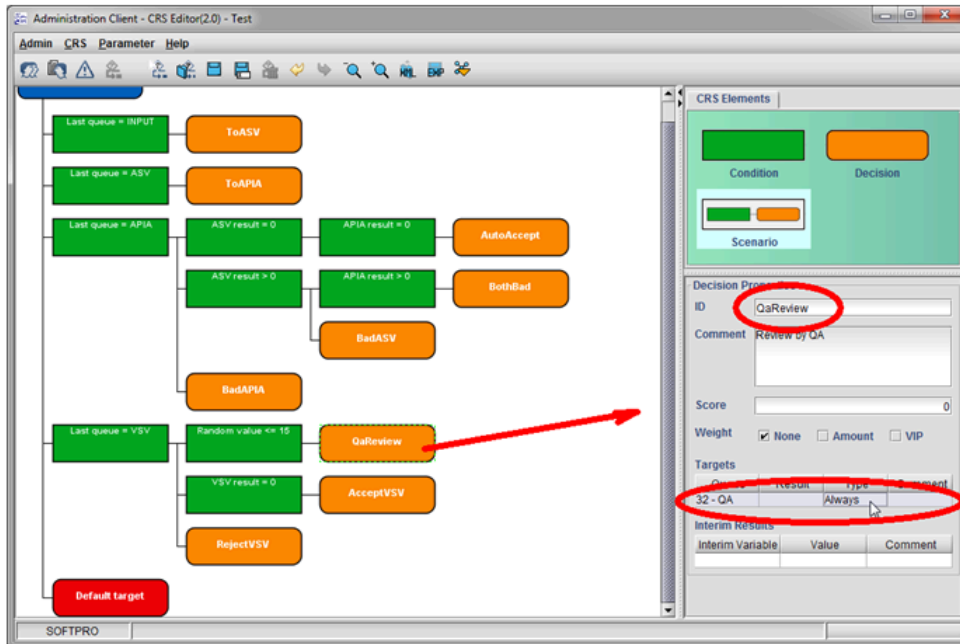 Administration Client - CRS Editor(2.0) - Test
Admin CRS Parameter Help
XML EMP
CRS Elements
Condition
Decision
Scenario
Last queue = INPUT
ToASV
Last queue = ASV
ToAPIA
Last queue = APIA
ASV result = 0
APIA result = 0
AutoAccept
ASV result > 0
APIA result > 0
BothBad
BadASV
BadAPIA
Last queue = VSV
Random value <= 15
QaReview
VSV result = 0
AcceptVSV
RejectVSV
Default target
Decision Properties
ID
QaReview
Comment
Review by QA
Score
0
Weight
None
Amount
VIP
Targets
Queue Result Type Comment
32 - QA Always
Interim Results
Interim Variable Value Comment
SOFTPRO